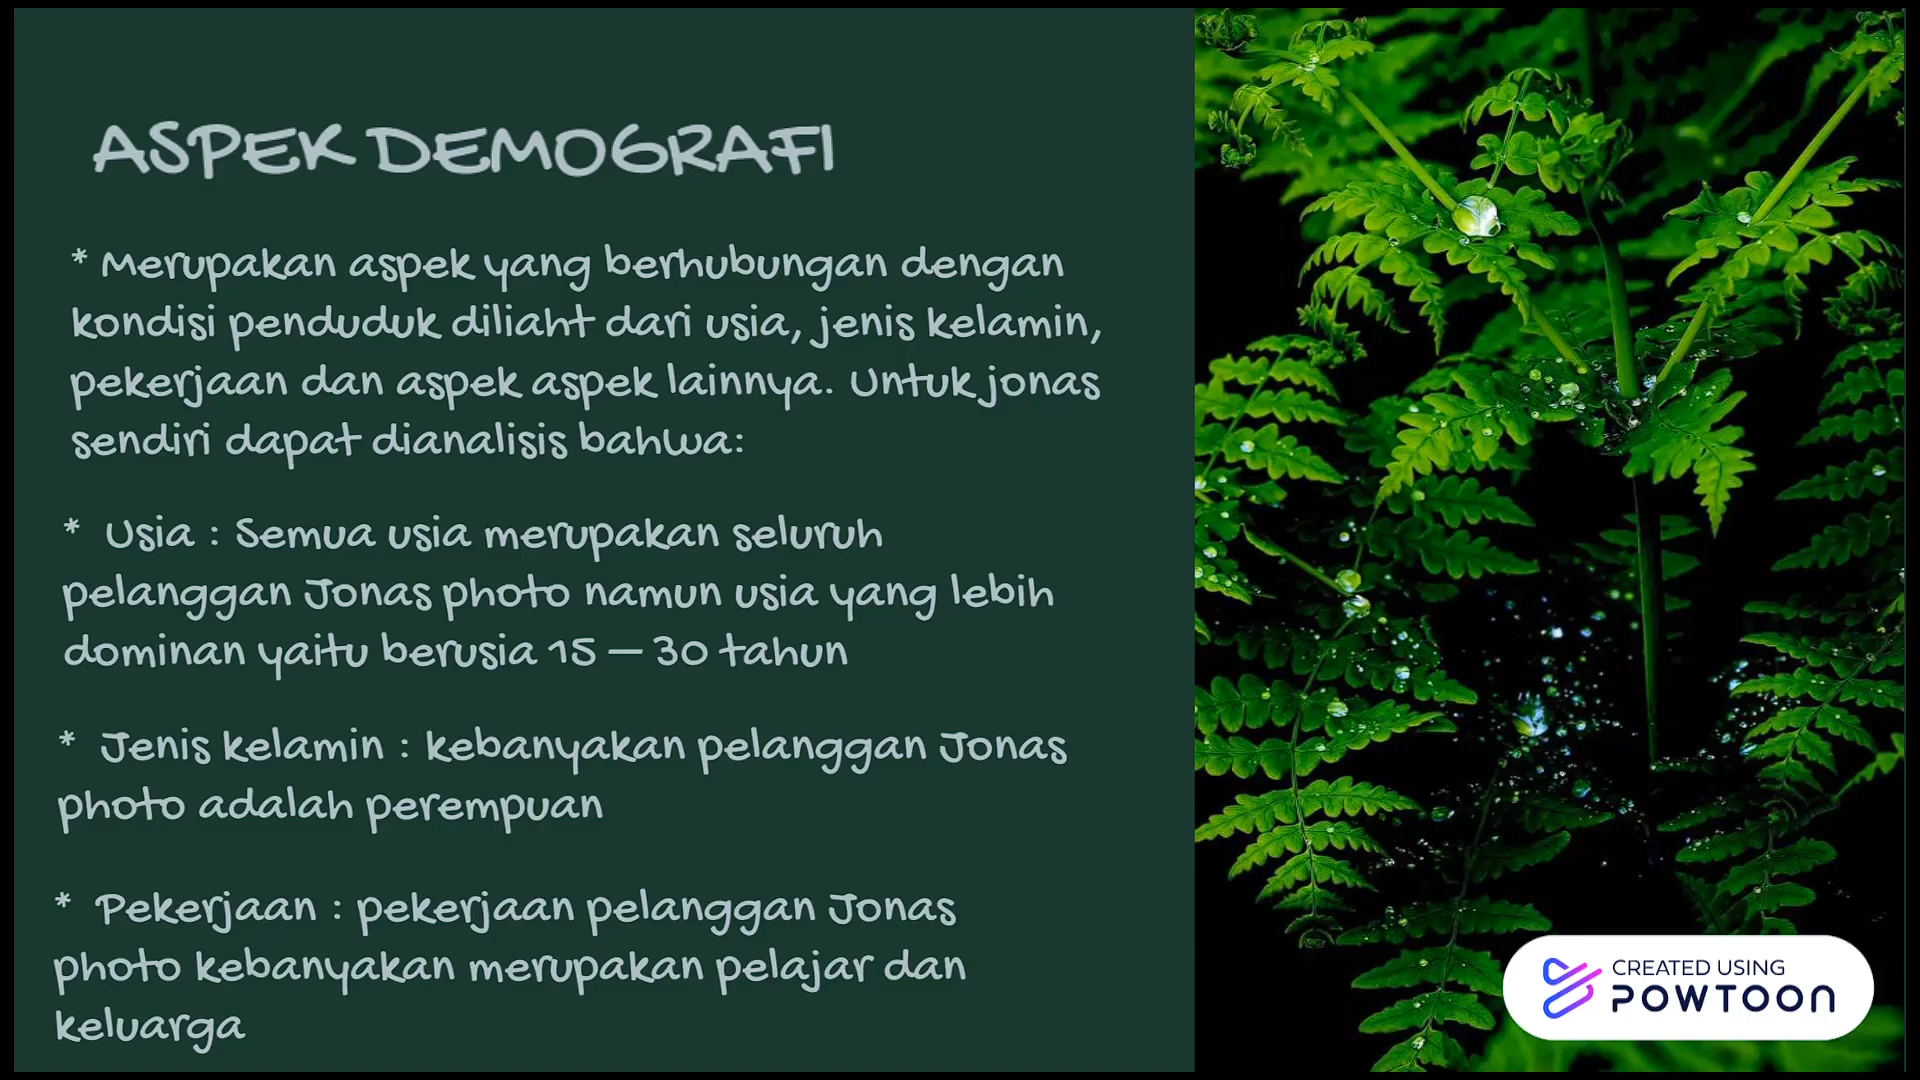 ASPEK DEMOGRAFI
* Merupakan aspek yang berhubungan dengan
kondisi penduduk diliaht dari usia, jenis kelamin,
pekerjaan dan aspek aspek lainnya. Untuk jonas
sendiri dapat dianalisis bahwa:
* Usia : Semua usia merupakan seluruh
pelanggan Jonas photo namun usia yang lebih
dominan yaitu berusia 15 – 30 tahun
* Jenis kelamin : kebanyakan pelanggan Jonas
photo adalah perempuan
* Pekerjaan : pekerjaan pelanggan Jonas
photo kebanyakan merupakan pelajar dan
keluarga
CREATED USING
POWTOON